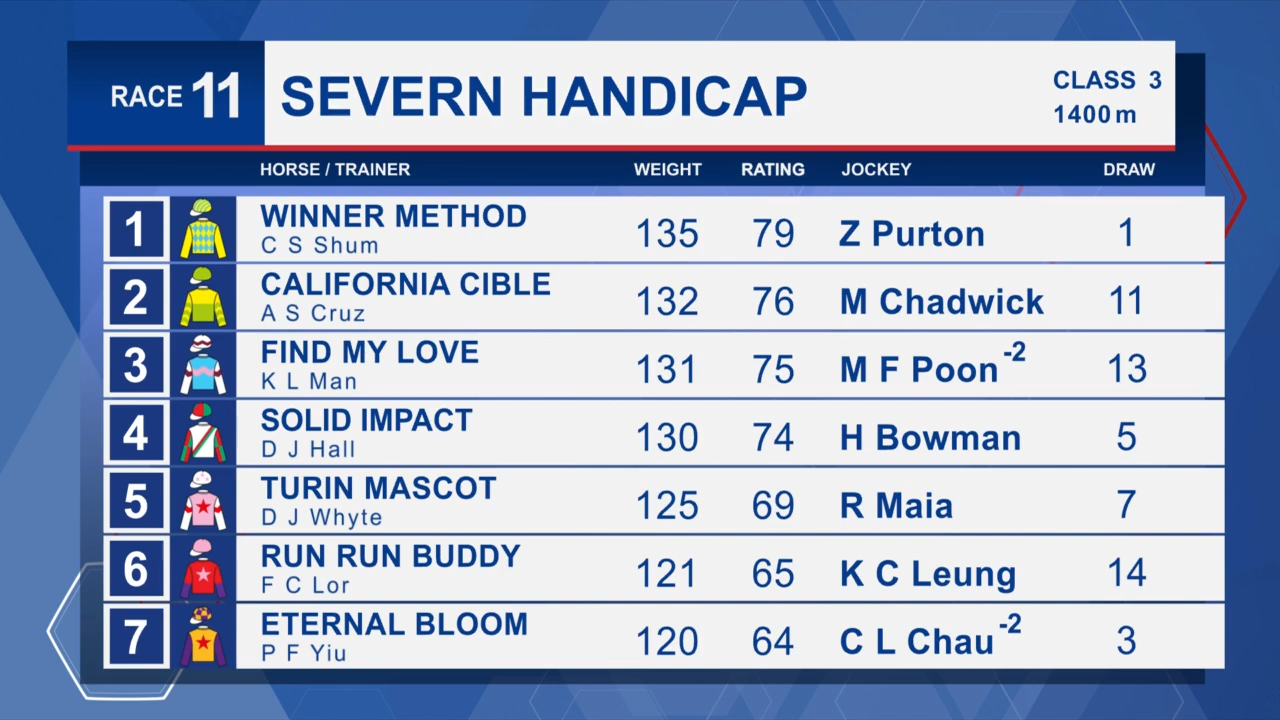 RACE 11 SEVERN HANDICAP CLASS 3
1400m
HORSE / TRAINER WEIGHT RATING JOCKEY DRAW
1 WINNER METHOD 135 79 Z Purton 1
C S Shum
2 CALIFORNIA CIBLE 132 76 M Chadwick 11
A S Cruz
3 FIND MY LOVE 131 75 M F Poon -2 13
K L Man
4 SOLID IMPACT 130 74 H Bowman 5
D J Hall
5 TURIN MASCOT 125 69 R Maia 7
D J Whyte
6 RUN RUN BUDDY 121 65 K C Leung 14
F C Lor
7 ETERNAL BLOOM 120 64 C L Chau -2 3
P F Yiu